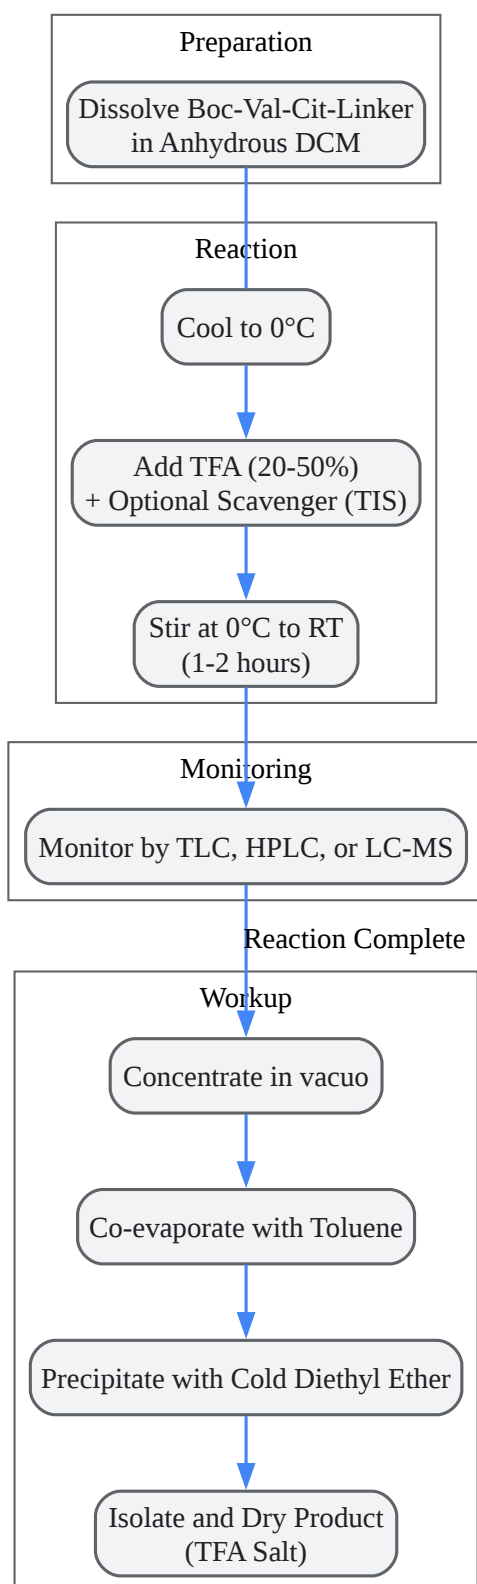 Preparation
Dissolve Boc-Val-Cit-Linker
in Anhydrous DCM
Reaction
Cool to 0°C
Add TFA (20-50%)
+ Optional Scavenger (TIS)
Stir at 0°C to RT
(1-2 hours)
Monitoring
Monitor by TLC, HPLC, or LC-MS
Reaction Complete
Workup
Concentrate in vacuo
Co-evaporate with Toluene
Precipitate with Cold Diethyl Ether
Isolate and Dry Product
(TFA Salt)